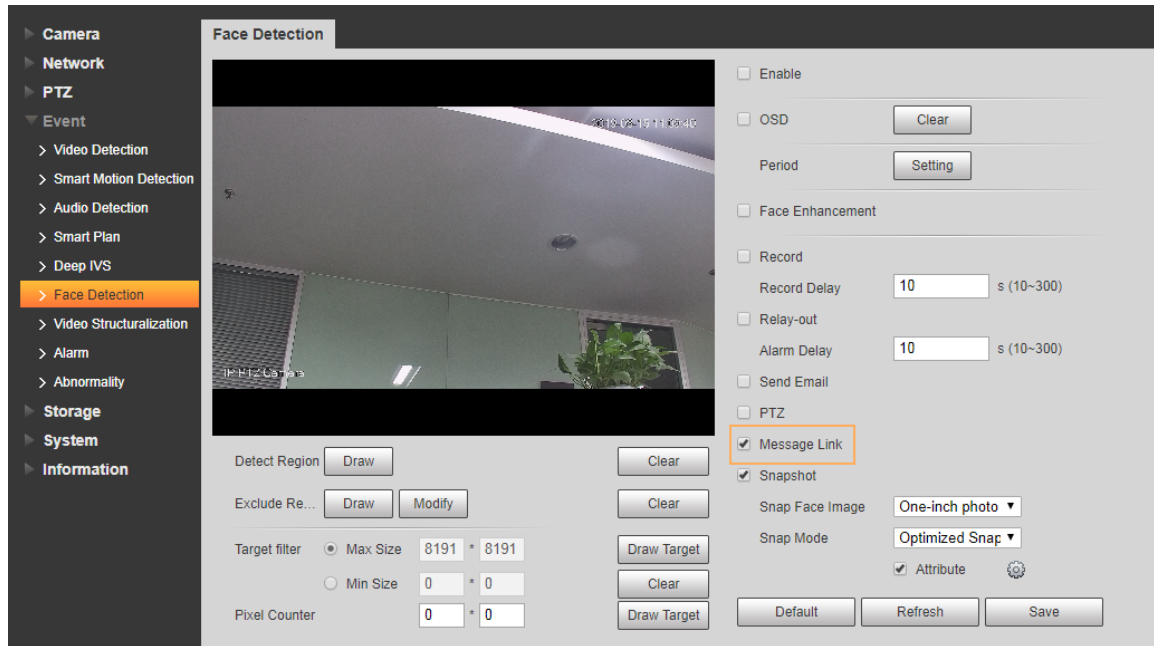 Camera
Network
PTZ
Event
Video Detection
Smart Motion Detection
Audio Detection
Smart Plan
Deep IVS
Face Detection
Video Structuralization
Alarm
Abnormality
Storage
System
Information
Face Detection
IP PTZ Camera
Detect Region Draw Clear
Exclude Re... Draw Modify Clear
Target filter Max Size 8191 * 8191 Draw Target
Min Size 0 * 0 Clear
Pixel Counter 0 * 0 Draw Target
Enable
OSD Clear
Period Setting
Face Enhancement
Record
Record Delay 10 s (10~300)
Relay-out
Alarm Delay 10 s (10~300)
Send Email
PTZ
Message Link
Snapshot
Snap Face Image One-inch photo
Snap Mode Optimized Snap
Attribute
Default Refresh Save